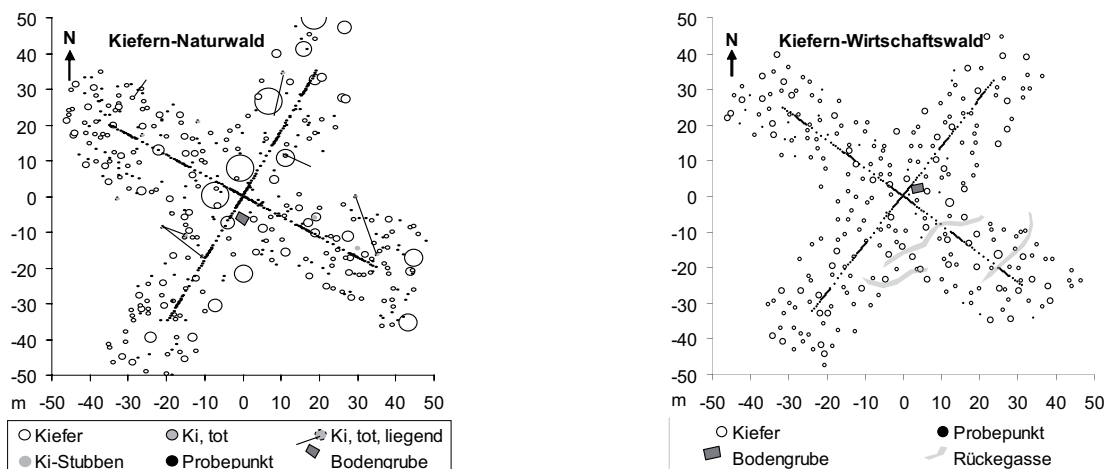 Kiefern-Naturwald
N
50
40
30
20
10
0
-10
-20
-30
-40
-50
m -50 -40 -30 -20 -10 0 10 20 30 40 50
Kiefer Ki, tot Ki, tot, liegend
Ki-Stubben Probepunkt Bodengrube
Kiefern-Wirtschaftswald
N
50
40
30
20
10
0
-10
-20
-30
-40
-50
m -50 -40 -30 -20 -10 0 10 20 30 40 50
Kiefer Probepunkt
Bodengrube Rückegasse